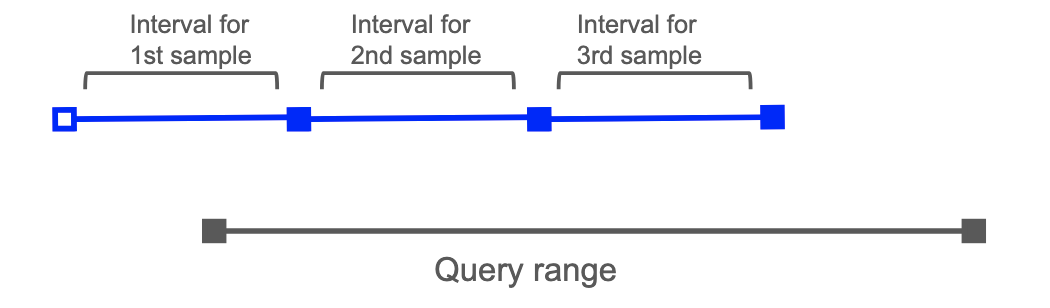 Interval for
1st sample
Interval for
2nd sample
Interval for
3rd sample
Query range